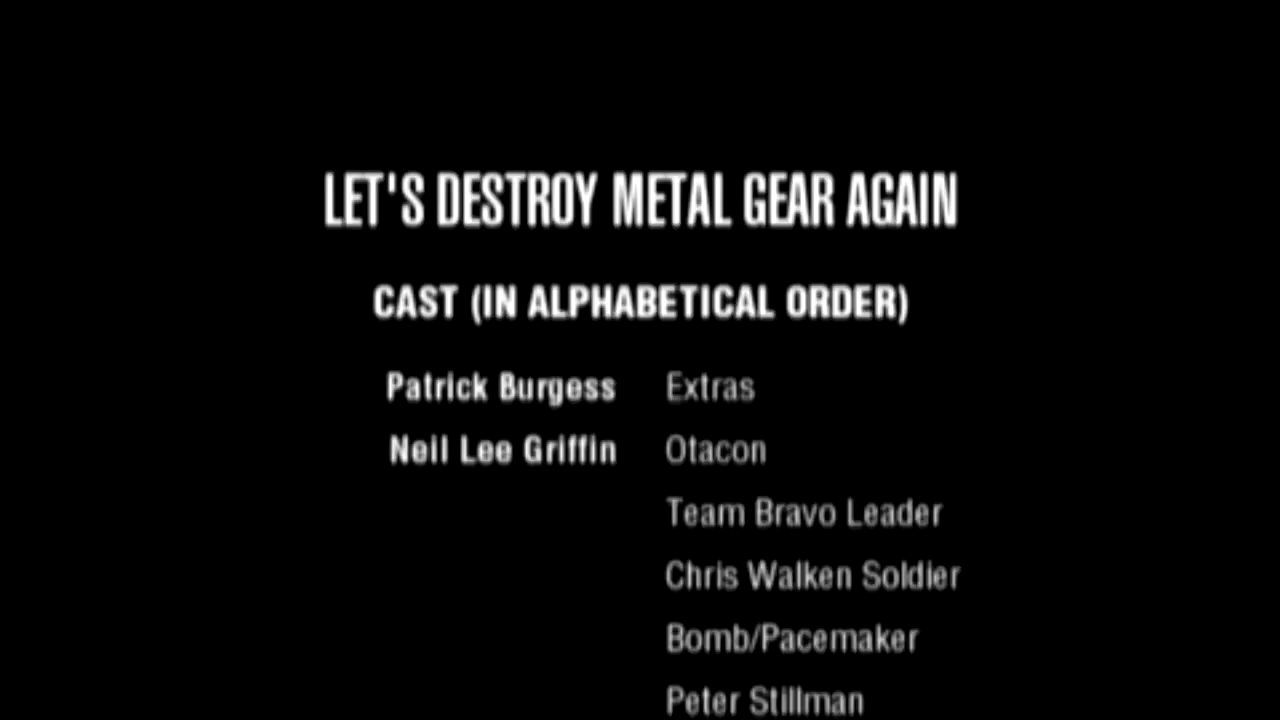 LET'S DESTROY METAL GEAR AGAIN
CAST (IN ALPHABETICAL ORDER)
Patrick Burgess Extras
Neil Lee Griffin Otacon
Team Bravo Leader
Chris Walken Soldier
Bomb/Pacemaker
Peter Stillman